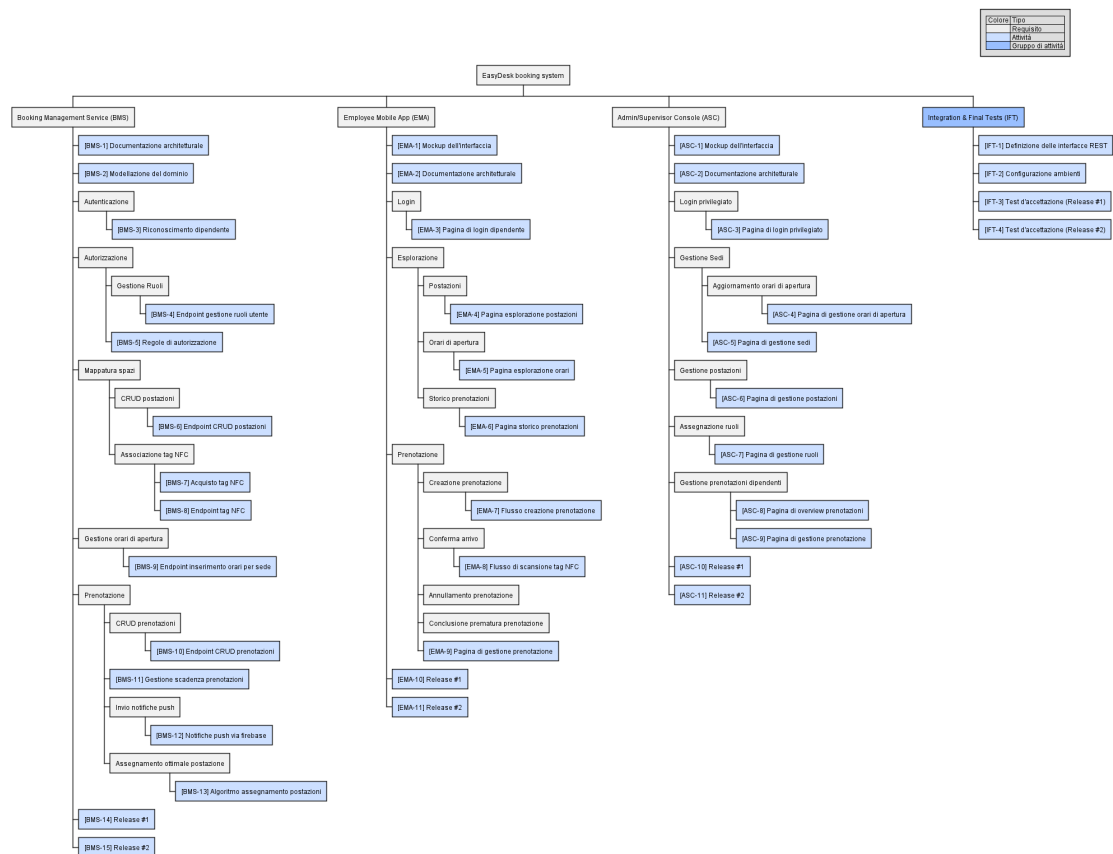 Colore Tipo
Requisito
Attività
Gruppo di attività
EasyDesk booking system
Booking Management Service (BMS)
[BMS-1] Documentazione architetturale
[BMS-2] Modellazione del dominio
Autenticazione
[BMS-3] Riconoscimento dipendente
Autorizzazione
Gestione Ruoli
[BMS-4] Endpoint gestione ruoli utente
[BMS-5] Regole di autorizzazione
Mappatura spazi
CRUD postazioni
[BMS-6] Endpoint CRUD postazioni
Associazione tag NFC
[BMS-7] Acquisto tag NFC
[BMS-8] Endpoint tag NFC
Gestione orari di apertura
[BMS-9] Endpoint inserimento orari per sede
Prenotazione
CRUD prenotazioni
[BMS-10] Endpoint CRUD prenotazioni
[BMS-11] Gestione scadenza prenotazioni
Invio notifiche push
[BMS-12] Notifiche push via firebase
Assegnamento ottimale postazione
[BMS-13] Algoritmo assegnamento postazioni
[BMS-14] Release #1
[BMS-15] Release #2
Employee Mobile App (EMA)
[EMA-1] Mockup dell'interfaccia
[EMA-2] Documentazione architetturale
Login
[EMA-3] Pagina di login dipendente
Esplorazione
Postazioni
[EMA-4] Pagina esplorazione postazioni
Orari di apertura
[EMA-5] Pagina esplorazione orari
Storico prenotazioni
[EMA-6] Pagina storico prenotazioni
Prenotazione
Creazione prenotazione
[EMA-7] Flusso creazione prenotazione
Conferma arrivo
[EMA-8] Flusso di scansione tag NFC
Annullamento prenotazione
Conclusione prematura prenotazione
[EMA-9] Pagina di gestione prenotazione
[EMA-10] Release #1
[EMA-11] Release #2
Admin/Supervisor Console (ASC)
[ASC-1] Mockup dell'interfaccia
[ASC-2] Documentazione architetturale
Login privilegiato
[ASC-3] Pagina di login privilegiato
Gestione Sedi
Aggiornamento orari di apertura
[ASC-4] Pagina di gestione orari di apertura
[ASC-5] Pagina di gestione sedi
Gestione postazioni
[ASC-6] Pagina di gestione postazioni
Assegnazione ruoli
[ASC-7] Pagina di gestione ruoli
Gestione prenotazioni dipendenti
[ASC-8] Pagina di overview prenotazioni
[ASC-9] Pagina di gestione prenotazione
[ASC-10] Release #1
[ASC-11] Release #2
Integration & Final Tests (IFT)
[IFT-1] Definizione delle interfacce REST
[IFT-2] Configurazione ambienti
[IFT-3] Test d'accettazione (Release #1)
[IFT-4] Test d'accettazione (Release #2)